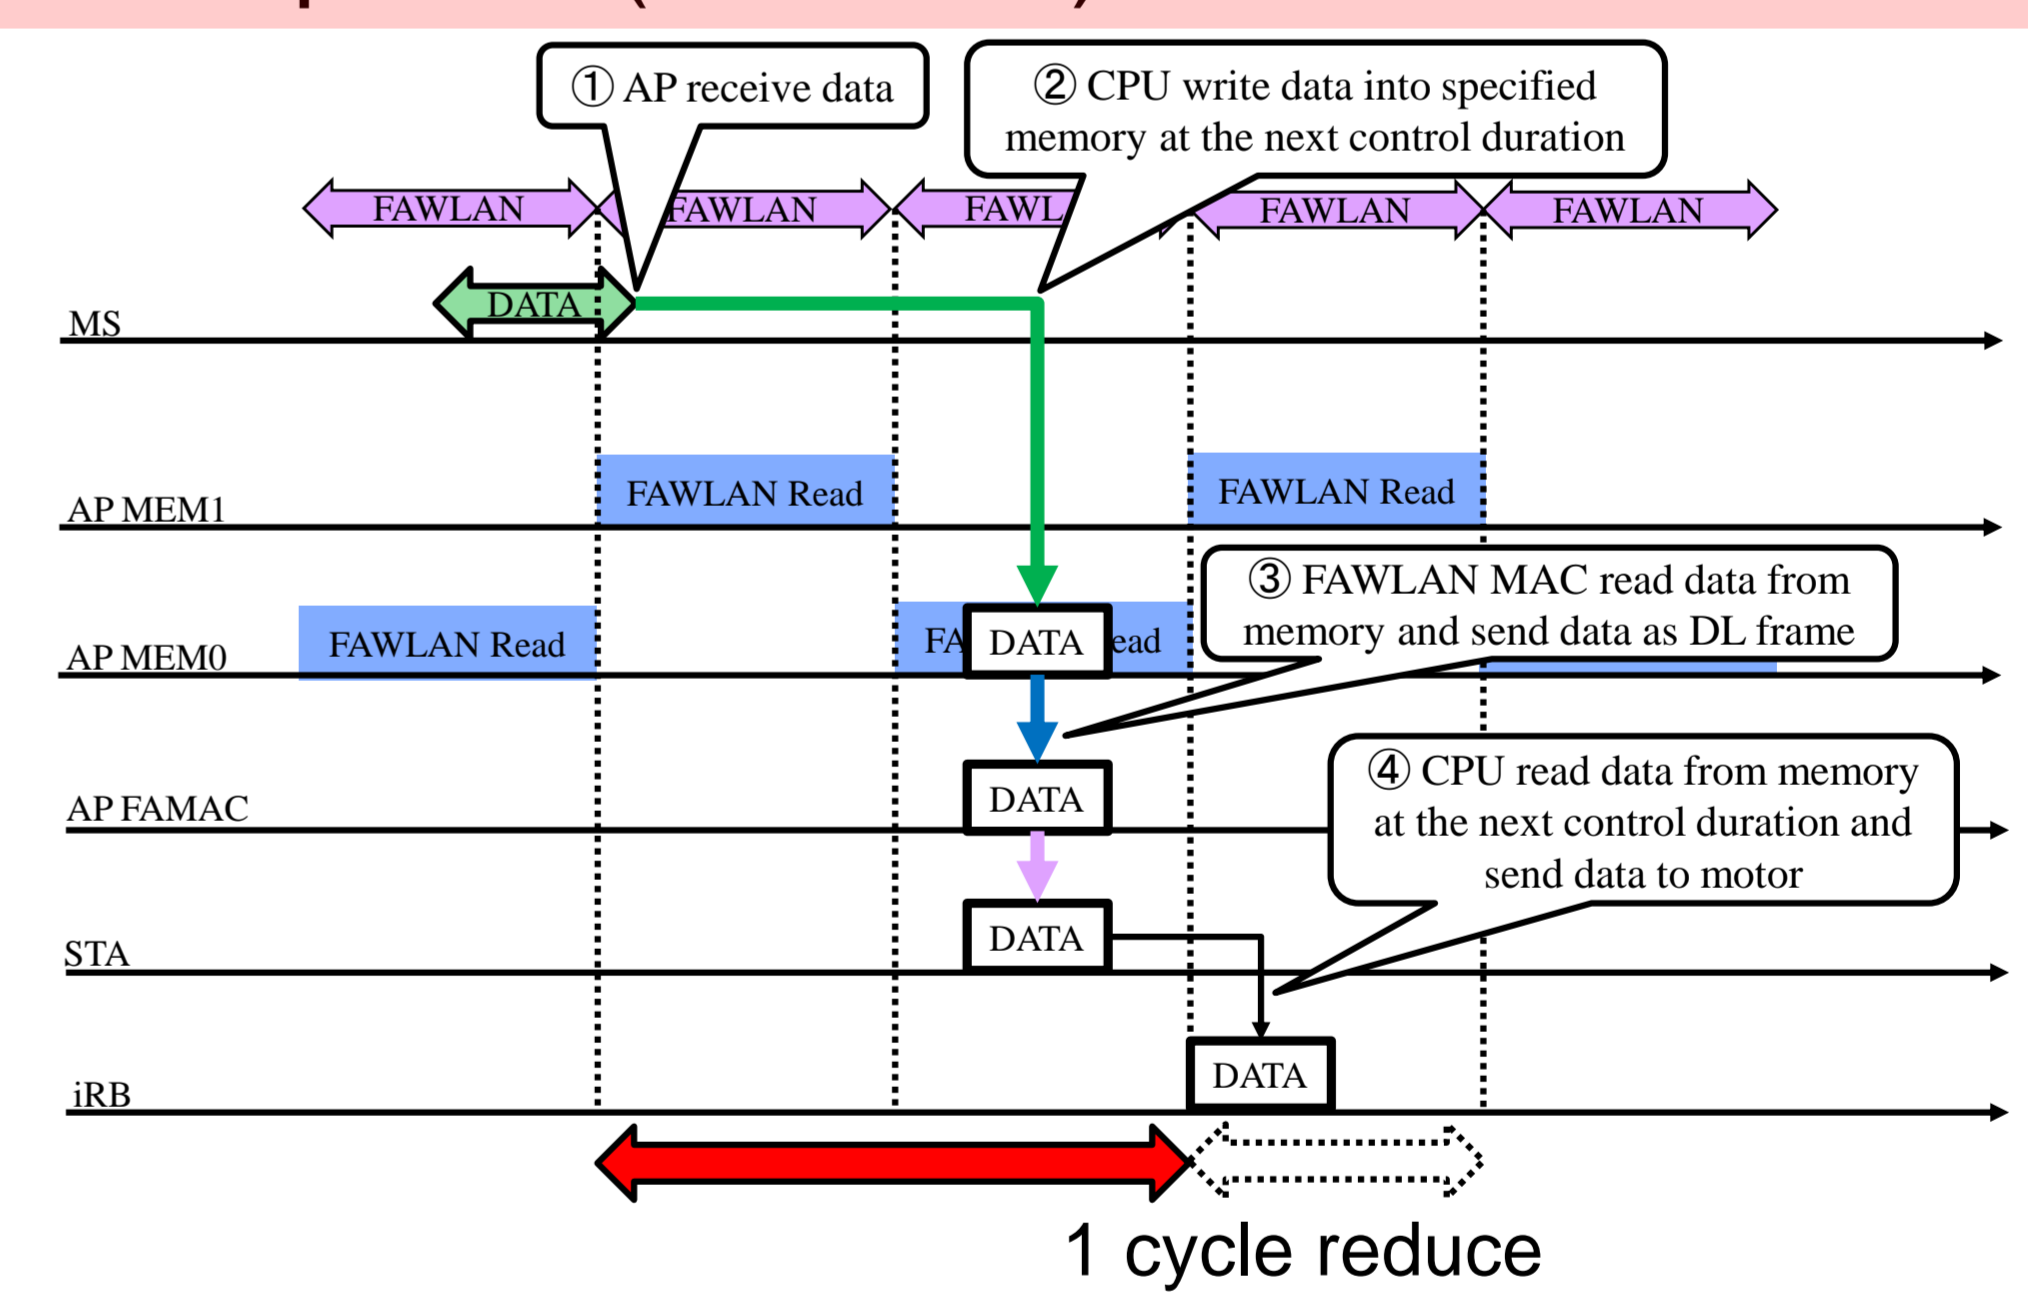 ① AP receive data
② CPU write data into specified
memory at the next control duration
FAWLAN
FAWLAN
FAWL
FAWLAN
FAWLAN
DATA
MS
FAWLAN Read
FAWLAN Read
AP MEM1
③ FAWLAN MAC read data from
memory and send data as DL frame
FAWLAN Read
FA
DATA
ead
AP MEM0
④ CPU read data from memory
at the next control duration and
send data to motor
DATA
AP FAMAC
DATA
STA
DATA
iRB
1 cycle reduce